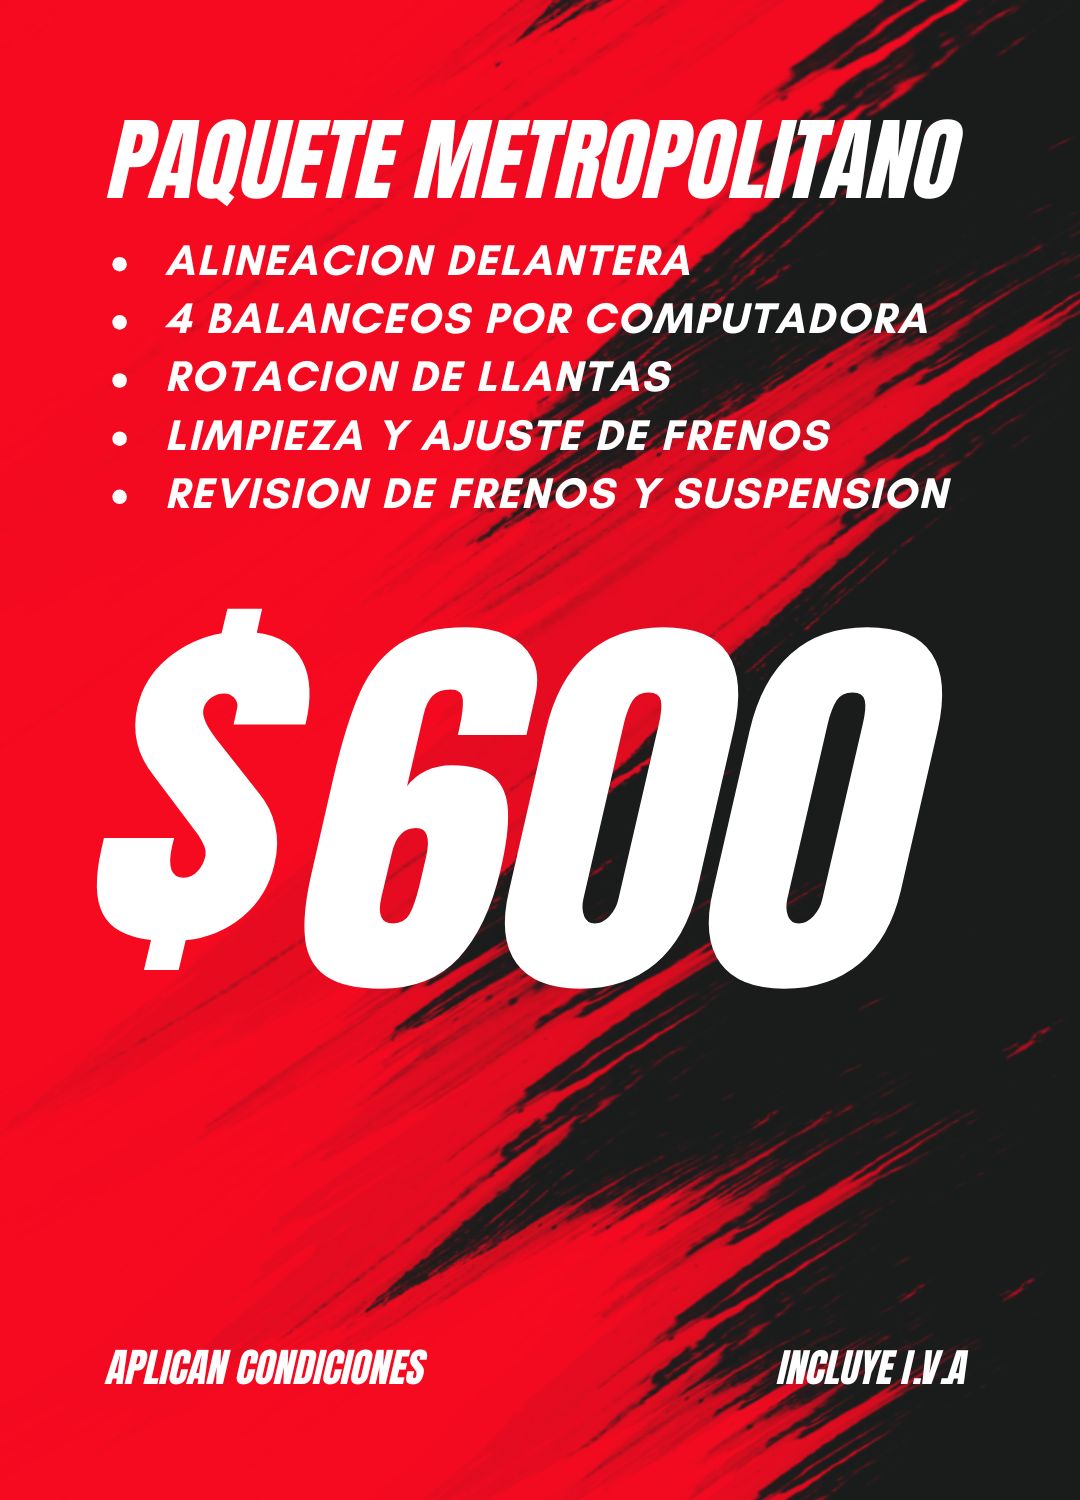 PAQUETE METROPOLITANO
• ALINEACION DELANTERA
• 4 BALANCEOS POR COMPUTADORA
• ROTACION DE LLANTAS
• LIMPIEZA Y AJUSTE DE FRENOS
• REVISION DE FRENOS Y SUSPENSION
$600
APLICAN CONDICIONES
INCLUYE I.V.A